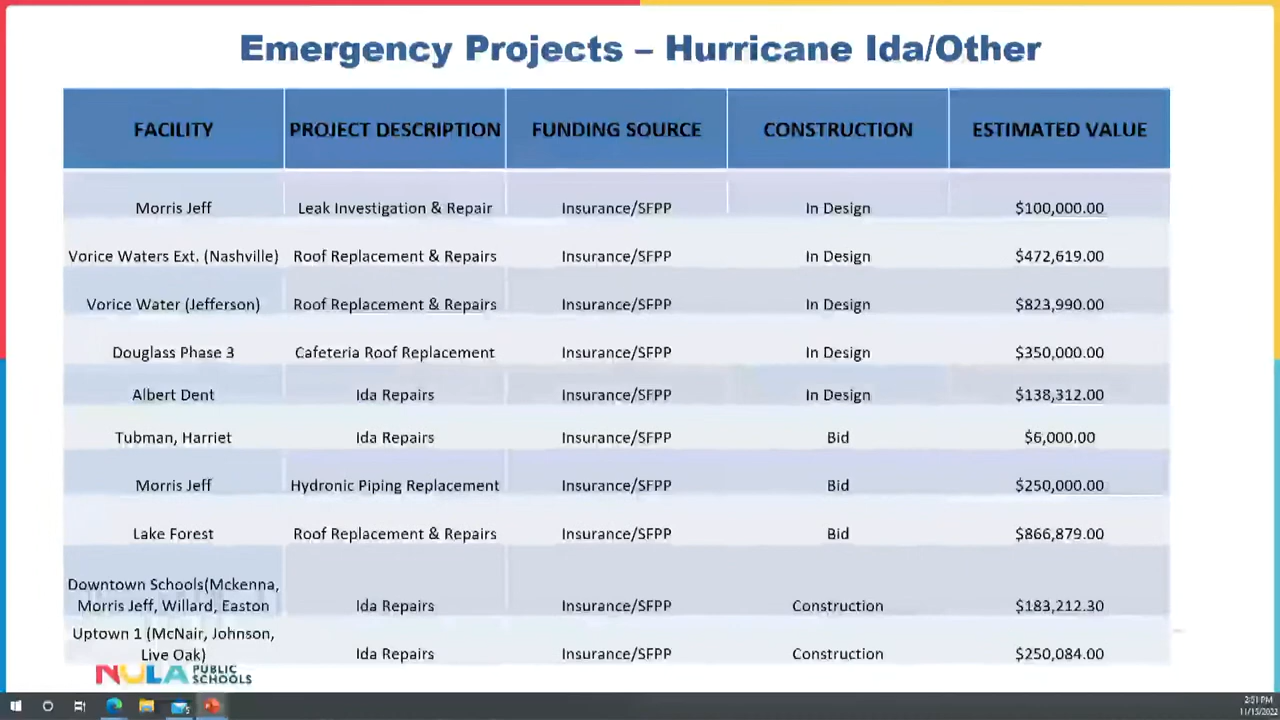 Emergency Projects – Hurricane Ida/Other
FACILITY PROJECT DESCRIPTION FUNDING SOURCE CONSTRUCTION ESTIMATED VALUE
Morris Jeff Leak Investigation & Repair Insurance/SFPP In Design $100,000.00
Vorice Waters Ext. (Nashville) Roof Replacement & Repairs Insurance/SFPP In Design $472,619.00
Vorice Water (Jefferson) Roof Replacement & Repairs Insurance/SFPP In Design $823,990.00
Douglass Phase 3 Cafeteria Roof Replacement Insurance/SFPP In Design $350,000.00
Albert Dent Ida Repairs Insurance/SFPP In Design $138,312.00
Tubman, Harriet Ida Repairs Insurance/SFPP Bid $6,000.00
Morris Jeff Hydronic Piping Replacement Insurance/SFPP Bid $250,000.00
Lake Forest Roof Replacement & Repairs Insurance/SFPP Bid $866,879.00
Downtown Schools(Mckenna,
Morris Jeff, Willard, Easton Ida Repairs Insurance/SFPP Construction $183,212.30
Uptown 1 (McNair, Johnson,
Live Oak) Ida Repairs Insurance/SFPP Construction $250,084.00
NOLA PUBLIC
SCHOOLS
2:51 PM
11/15/2022